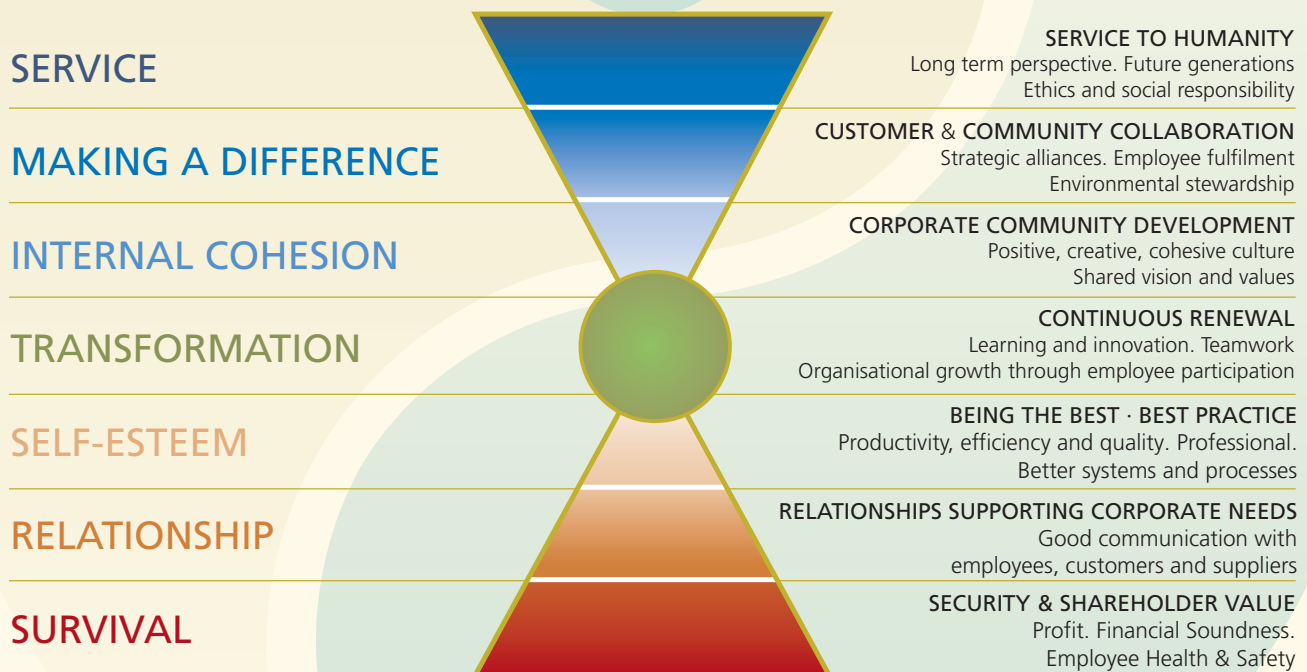 SERVICE
SERVICE TO HUMANITY
Long term perspective. Future generations
Ethics and social responsibility
MAKING A DIFFERENCE
CUSTOMER & COMMUNITY COLLABORATION
Strategic alliances. Employee fulfilment
Environmental stewardship
INTERNAL COHESION
CORPORATE COMMUNITY DEVELOPMENT
Positive, creative, cohesive culture
Shared vision and values
TRANSFORMATION
CONTINUOUS RENEWAL
Learning and innovation. Teamwork
Organisational growth through employee participation
SELF-ESTEEM
BEING THE BEST · BEST PRACTICE
Productivity, efficiency and quality. Professional.
Better systems and processes
RELATIONSHIP
RELATIONSHIPS SUPPORTING CORPORATE NEEDS
Good communication with
employees, customers and suppliers
SURVIVAL
SECURITY & SHAREHOLDER VALUE
Profit. Financial Soundness.
Employee Health & Safety